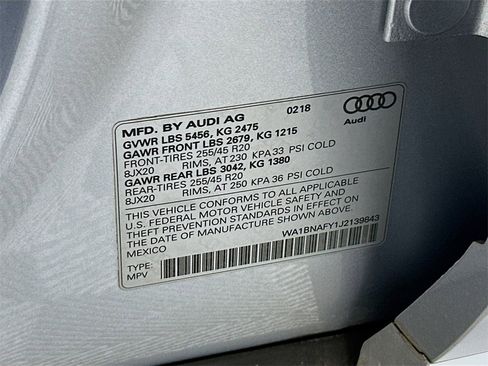 MFD. BY AUDI AG 0218
GVWR LBS 5456, KG 2475
GAWR FRONT LBS 2679, KG 1215
FRONT-TIRES 255/45 R20
8JX20 RIMS, AT 230 KPA 33 PSI COLD
GAWR REAR LBS 3042, KG 1380
REAR-TIRES 255/45 R20
8JX20 RIMS, AT 250 KPA 36 PSI COLD
Audi
THIS VEHICLE CONFORMS TO ALL APPLICABLE
U.S. FEDERAL MOTOR VEHICLE SAFETY AND
THEFT PREVENTION STANDARDS IN EFFECT ON
THE DATE OF MANUFACTURE SHOWN ABOVE.
MEXICO
WA1BNAFY1J2139843
TYPE:
MPV